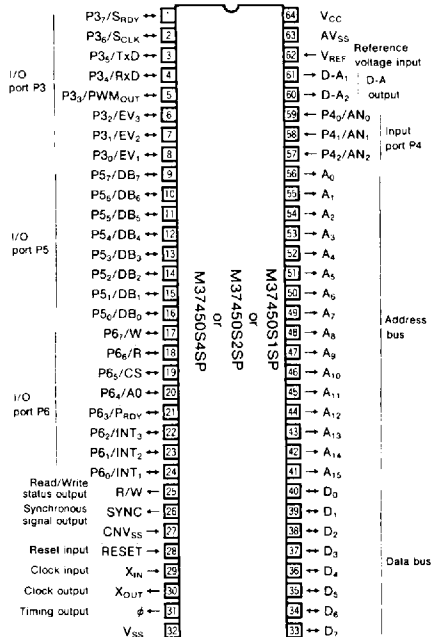 I/O port P3
P3₇/S_RDY ↔ 1
P3₆/S_CLK ↔ 2
P3₅/TxD ↔ 3
P3₄/RxD ↔ 4
P3₃/PWM_OUT ↔ 5
P3₂/EV₃ ↔ 6
P3₁/EV₂ ↔ 7
P3₀/EV₁ ↔ 8
I/O port P5
P5₇/DB₇ ↔ 9
P5₆/DB₆ ↔ 10
P5₅/DB₅ ↔ 11
P5₄/DB₄ ↔ 12
P5₃/DB₃ ↔ 13
P5₂/DB₂ ↔ 14
P5₁/DB₁ ↔ 15
P5₀/DB₀ ↔ 16
I/O port P6
P6₇/W ↔ 17
P6₆/R ↔ 18
P6₅/CS ↔ 19
P6₄/A0 ↔ 20
P6₃/P_RDY ↔ 21
P6₂/INT₃ ↔ 22
P6₁/INT₂ ↔ 23
P6₀/INT₁ ↔ 24
Read/Write status output R/W ← 25
Synchronous signal output SYNC ← 26
CNV_SS → 27
Reset input RESET → 28
Clock input X_IN → 29
Clock output X_OUT ← 30
Timing output φ ← 31
V_SS 32
M37450S4SP
or
M37450S2SP
or
M37450S1SP
64 V_CC
63 AV_SS
62 ← V_REF Reference voltage input
61 → D-A₁
60 → D-A₂
D-A output
59 ← P4₀/AN₀
58 ← P4₁/AN₁
57 ← P4₂/AN₂
Input port P4
56 → A₀
55 → A₁
54 → A₂
53 → A₃
52 → A₄
51 → A₅
50 → A₆
49 → A₇
48 → A₈
47 → A₉
46 → A₁₀
45 → A₁₁
44 → A₁₂
43 → A₁₃
42 → A₁₄
41 → A₁₅
Address bus
40 ↔ D₀
39 ↔ D₁
38 ↔ D₂
37 ↔ D₃
36 ↔ D₄
35 ↔ D₅
34 ↔ D₆
33 ↔ D₇
Data bus